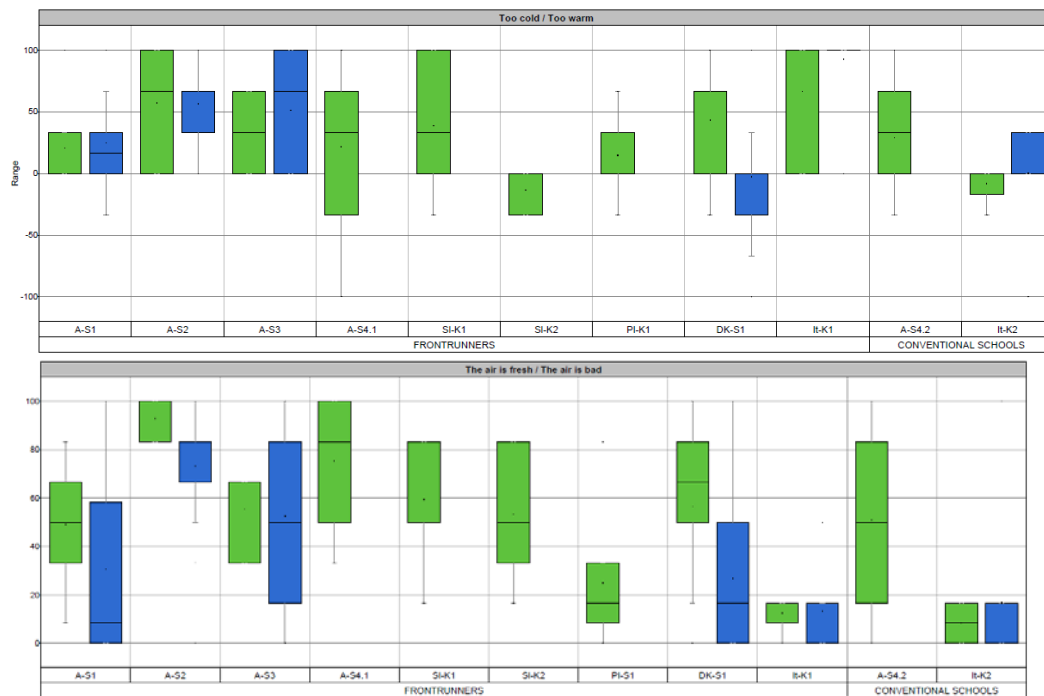 Too cold / Too warm
100
50
0
-50
-100
Range
A-S1 A-S2 A-S3 A-S4.1 SI-K1 SI-K2 PI-K1 DK-S1 It-K1 A-S4.2 It-K2
FRONTRUNNERS CONVENTIONAL SCHOOLS
The air is fresh / The air is bad
100
80
60
40
20
0
A-S1 A-S2 A-S3 A-S4.1 SI-K1 SI-K2 PI-S1 DK-S1 It-K1 A-S4.2 It-K2
FRONTRUNNERS CONVENTIONAL SCHOOLS